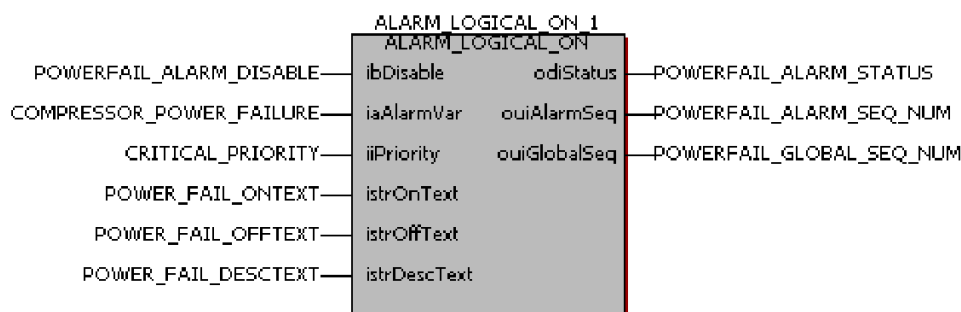 ALARM_LOGICAL_ON_1
ALARM_LOGICAL_ON
POWERFAIL_ALARM_DISABLE ibDisable odiStatus POWERFAIL_ALARM_STATUS
COMPRESSOR_POWER_FAILURE iaAlarmVar ouiAlarmSeq POWERFAIL_ALARM_SEQ_NUM
CRITICAL_PRIORITY iiPriority ouiGlobalSeq POWERFAIL_GLOBAL_SEQ_NUM
POWER_FAIL_ONTEXT istrOnText
POWER_FAIL_OFFTEXT istrOffText
POWER_FAIL_DESCTEXT istrDescText